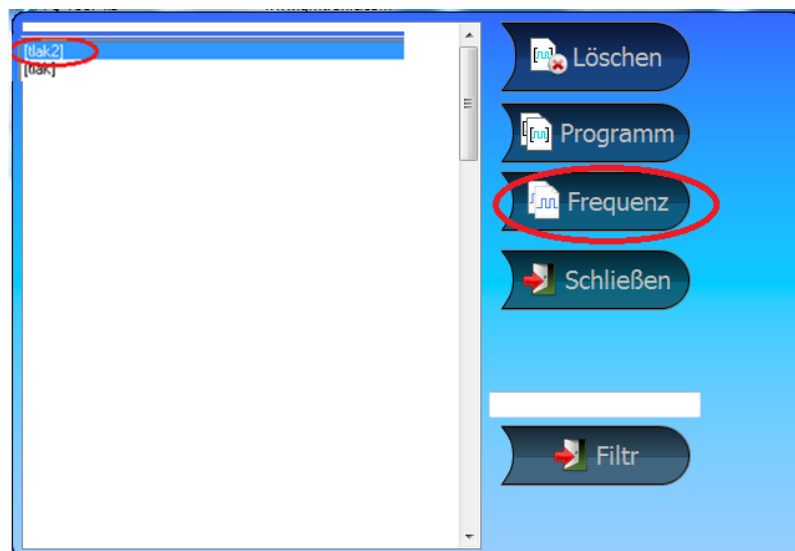 [tlak2]
[tlak]
Löschen
Programm
Frequenz
Schließen
Filtr